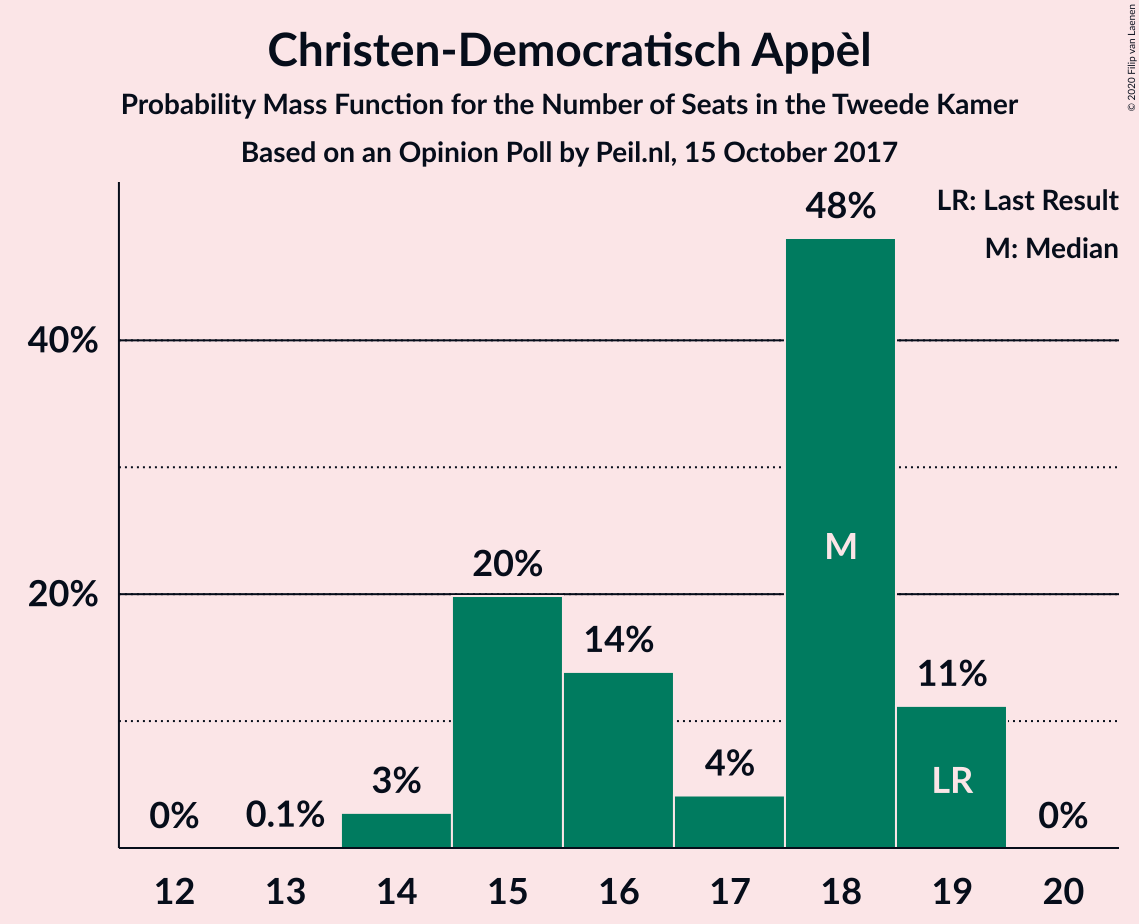 Christen-Democratisch Appèl
Probability Mass Function for the Number of Seats in the Tweede Kamer
Based on an Opinion Poll by Peil.nl, 15 October 2017
© 2020 Filip van Laenen
LR: Last Result
M: Median
48%
40%
M
20%
20%
14%
11%
4%
3%
LR
0%
0.1%
0%
12 13 14 15 16 17 18 19 20